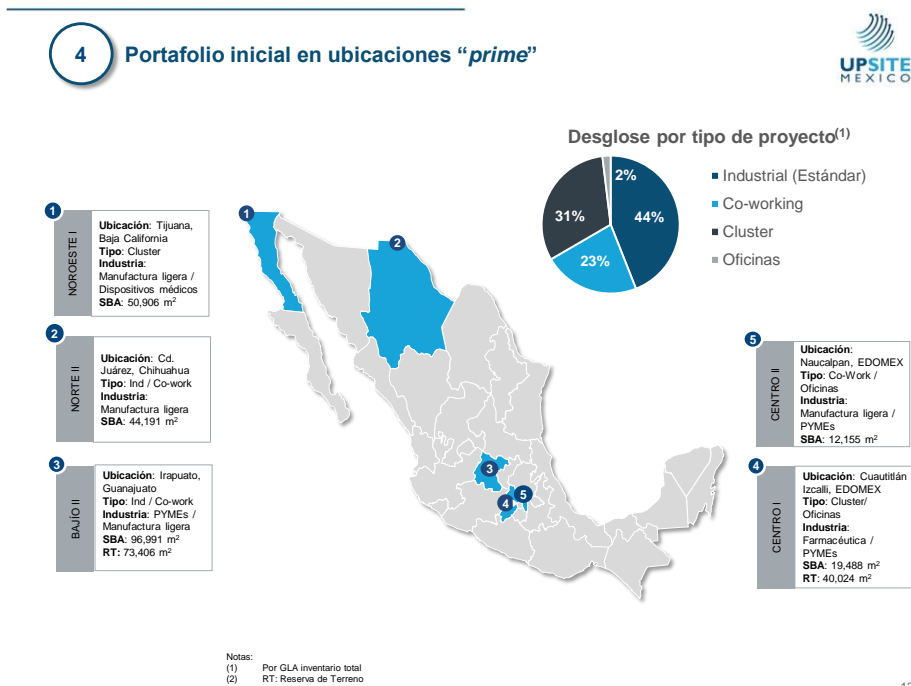 4
Portafolio inicial en ubicaciones “prime”
UPSITE
MEXICO
Desglose por tipo de proyecto(1)
2%
44%
31%
23%
Industrial (Estándar)
Co-working
Cluster
Oficinas
1
NOROESTE I
Ubicación: Tijuana,
Baja California
Tipo: Cluster
Industria:
Manufactura ligera /
Dispositivos médicos
SBA: 50,906 m²
2
NORTE II
Ubicación: Cd.
Juárez, Chihuahua
Tipo: Ind / Co-work
Industria:
Manufactura ligera
SBA: 44,191 m²
3
BAJÍO II
Ubicación: Irapuato,
Guanajuato
Tipo: Ind / Co-work
Industria: PYMEs /
Manufactura ligera
SBA: 96,991 m²
RT: 73,406 m²
1
2
3
4
5
5
CENTRO II
Ubicación:
Naucalpan, EDOMEX
Tipo: Co-Work /
Oficinas
Industria:
Manufactura ligera /
PYMEs
SBA: 12,155 m²
4
CENTRO I
Ubicación: Cuautitlán
Izcalli, EDOMEX
Tipo: Cluster/
Oficinas
Industria:
Farmacéutica /
PYMEs
SBA: 19,488 m²
RT: 40,024 m²
Notas:
(1) Por GLA inventario total
(2) RT: Reserva de Terreno